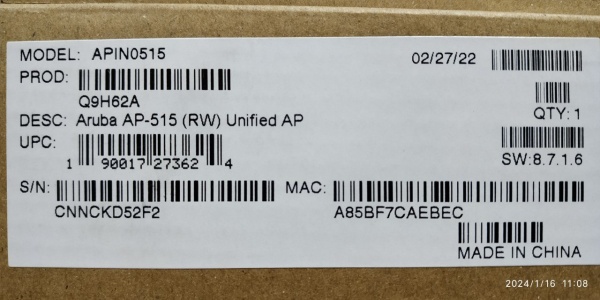 MODEL: APIN0515
02/27/22
PROD:
Q9H62A
QTY: 1
DESC: Aruba AP-515 (RW) Unified AP
UPC:
1 90017 27362 4
SW:8.7.1.6
S/N:
CNNCKD52F2
MAC:
A85BF7CAEBEC
MADE IN CHINA
2024/1/16 11:08